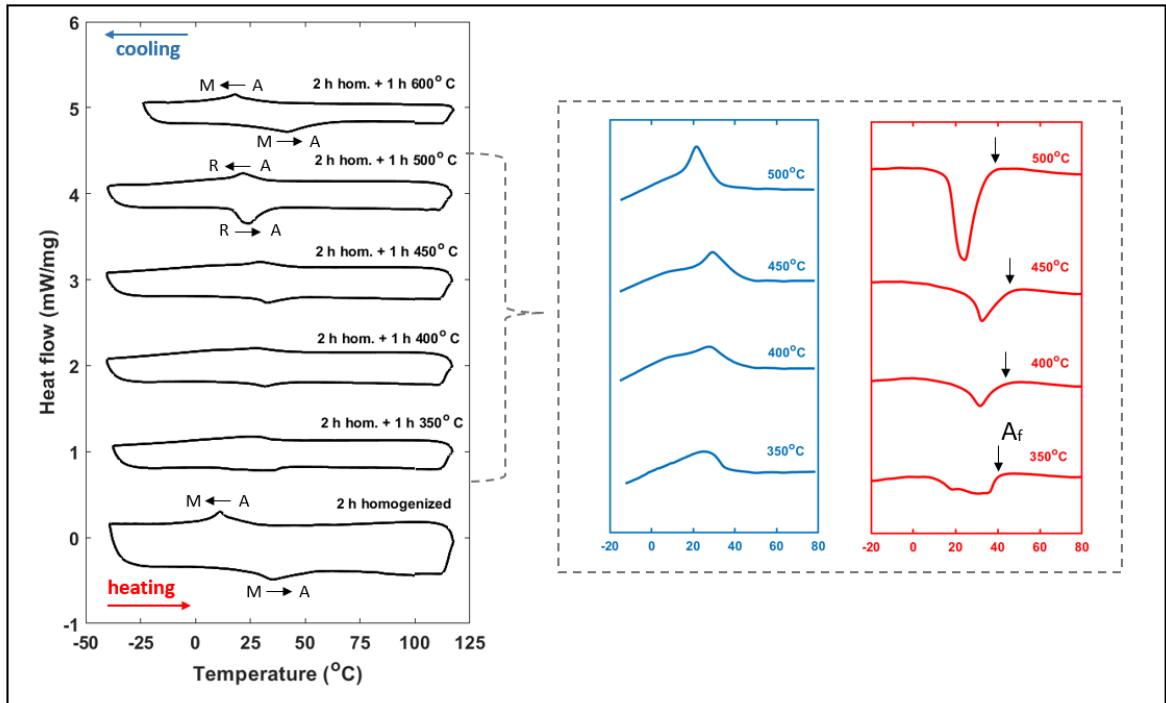 cooling
M ← A
2 h hom. + 1 h 600° C
M → A
2 h hom. + 1 h 500° C
R ← A
R → A
2 h hom. + 1 h 450° C
2 h hom. + 1 h 400° C
2 h hom. + 1 h 350° C
2 h homogenized
M ← A
M → A
heating
6
5
4
3
2
1
0
-1
Heat flow (mW/mg)
-50 -25 0 25 50 75 100 125
Temperature (°C)
500°C
450°C
400°C
350°C
-20 0 20 40 60 80
500°C
450°C
400°C
Af
350°C
-20 0 20 40 60 80